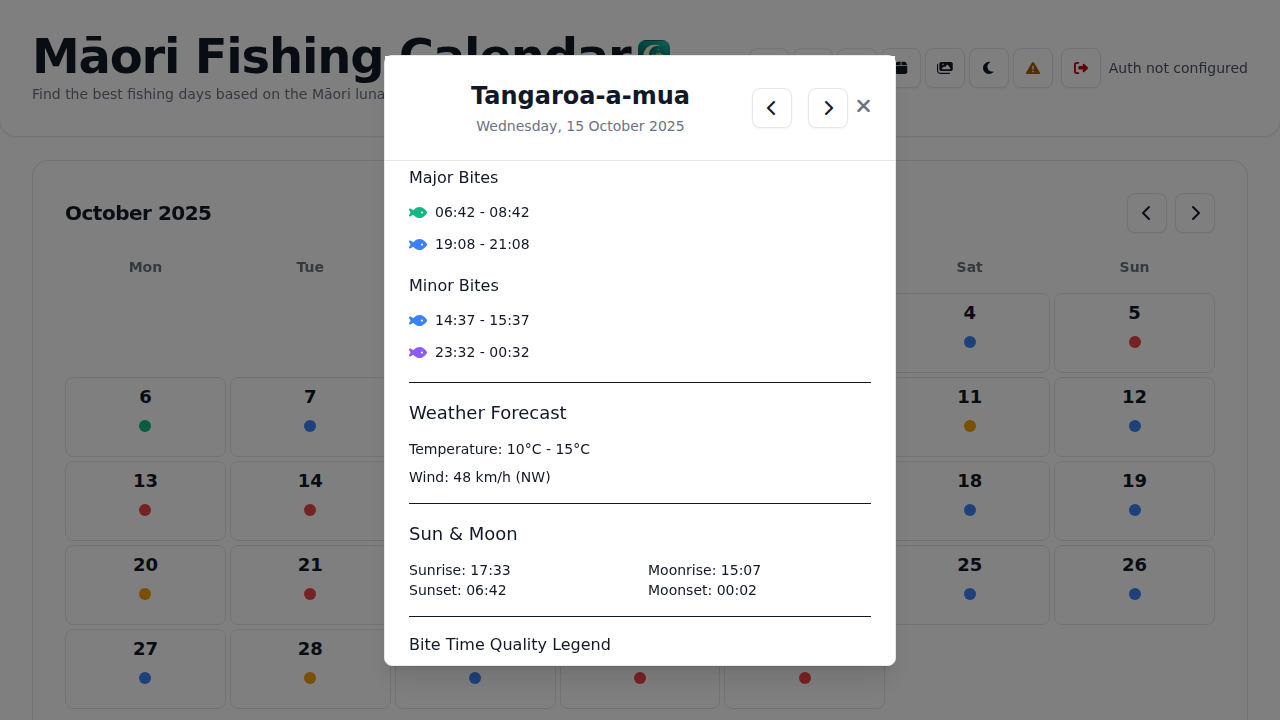 Māori Fishing Calendar
Find the best fishing days based on the Māori luna
Auth not configured
October 2025
Mon
Tue
Sat
Sun
4
5
6
7
11
12
13
14
18
19
20
21
25
26
27
28
Tangaroa-a-mua
Wednesday, 15 October 2025
Major Bites
06:42 - 08:42
19:08 - 21:08
Minor Bites
14:37 - 15:37
23:32 - 00:32
Weather Forecast
Temperature: 10°C - 15°C
Wind: 48 km/h (NW)
Sun & Moon
Sunrise: 17:33
Moonrise: 15:07
Sunset: 06:42
Moonset: 00:02
Bite Time Quality Legend